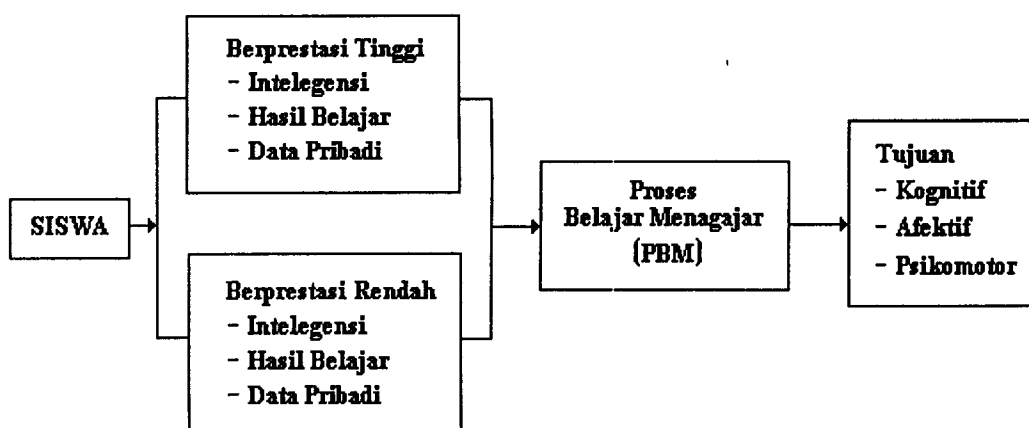 SISWA
Berprestasi Tinggi
- Intelegensi
- Hasil Belajar
- Data Pribadi
Berprestasi Rendah
- Intelegensi
- Hasil Belajar
- Data Pribadi
Proses
Belajar Menagajar
(PBM)
Tujuan
- Kognitif
- Afektif
- Psikomotor